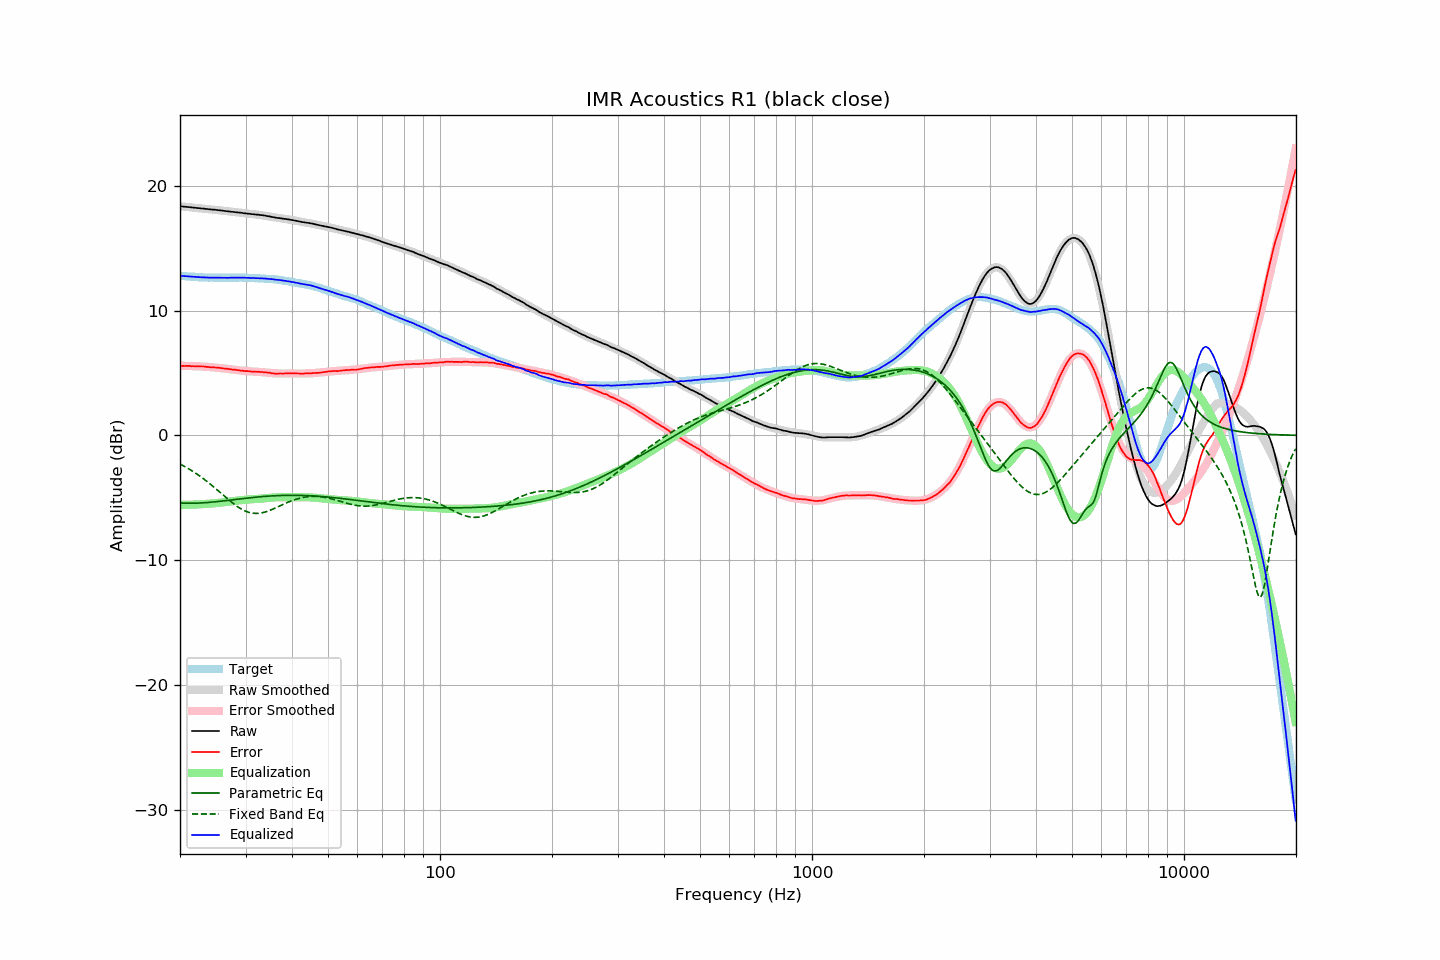 IMR Acoustics R1 (black close)
Amplitude (dBr)
20
10
0
−10
−20
−30
Target
Raw Smoothed
Error Smoothed
Raw
Error
Equalization
Parametric Eq
Fixed Band Eq
Equalized
100
1000
10000
Frequency (Hz)